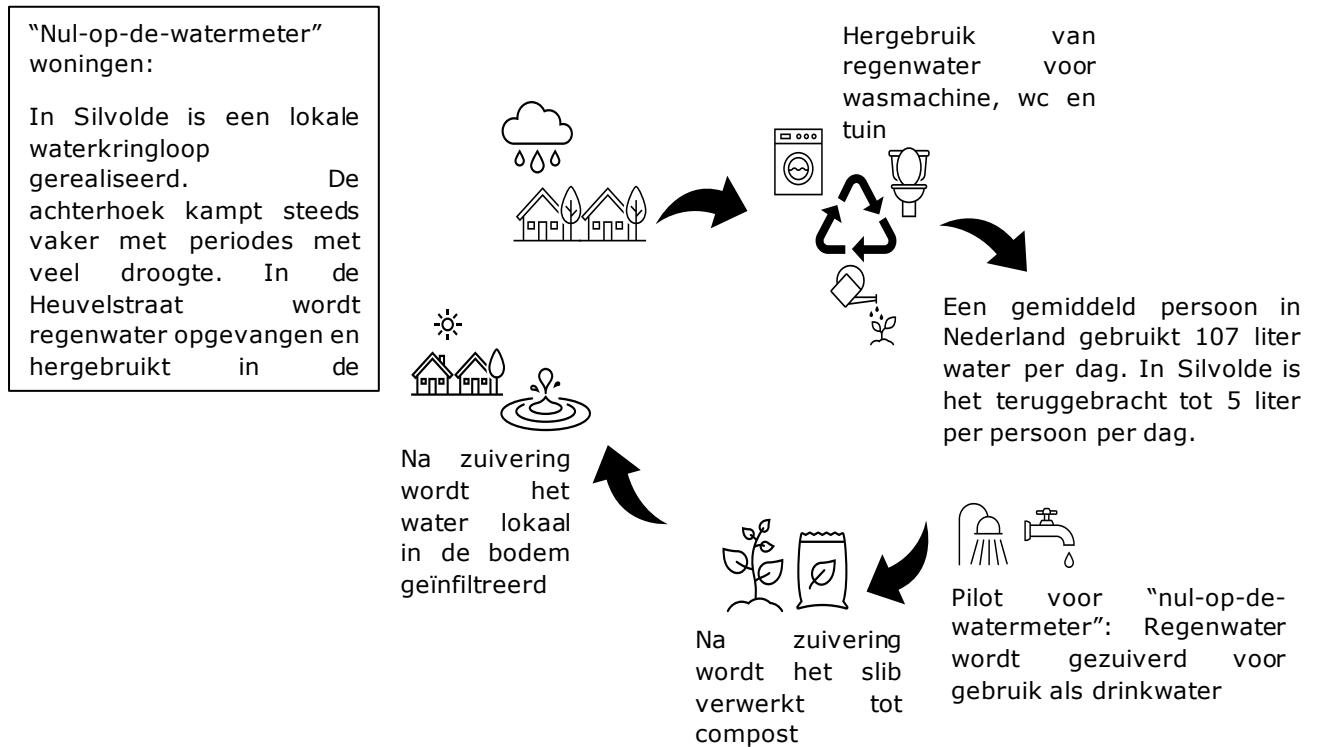 “Nul-op-de-watermeter”
woningen:
In Silvolde is een lokale
waterkringloop
gerealiseerd. De
achterhoek kampt steeds
vaker met periodes met
veel droogte. In de
Heuvelstraat wordt
regenwater opgevangen en
hergebruikt in de
Hergebruik van
regenwater voor
wasmachine, wc en
tuin
Een gemiddeld persoon in
Nederland gebruikt 107 liter
water per dag. In Silvolde is
het teruggebracht tot 5 liter
per persoon per dag.
Pilot voor “nul-op-de-
watermeter”: Regenwater
wordt gezuiverd voor
gebruik als drinkwater
Na zuivering
wordt het slib
verwerkt tot
compost
Na zuivering
wordt het
water lokaal
in de bodem
geïnfiltreerd